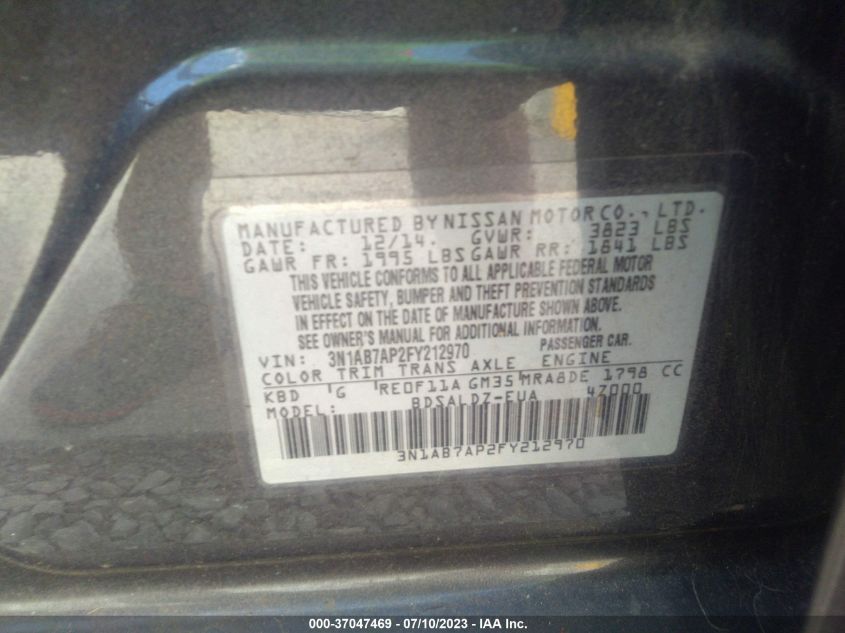 MANUFACTURED BY NISSAN MOTOR CO., LTD.
DATE: 12/14. GVWR: 3823 LBS
GAWR FR: 1995 LBS GAWR RR: 1841 LBS
THIS VEHICLE CONFORMS TO ALL APPLICABLE FEDERAL MOTOR
VEHICLE SAFETY, BUMPER AND THEFT PREVENTION STANDARDS
IN EFFECT ON THE DATE OF MANUFACTURE SHOWN ABOVE.
SEE OWNER'S MANUAL FOR ADDITIONAL INFORMATION.
VIN: 3N1AB7AP2FY212970 PASSENGER CAR.
COLOR TRIM TRANS AXLE ENGINE
KBD G RE0F11A GM35 MRA8DE 1798 CC
MODEL: BDSALDZ-EUA 47000
3N1AB7AP2FY212970
000-37047469 - 07/10/2023 - IAA Inc.